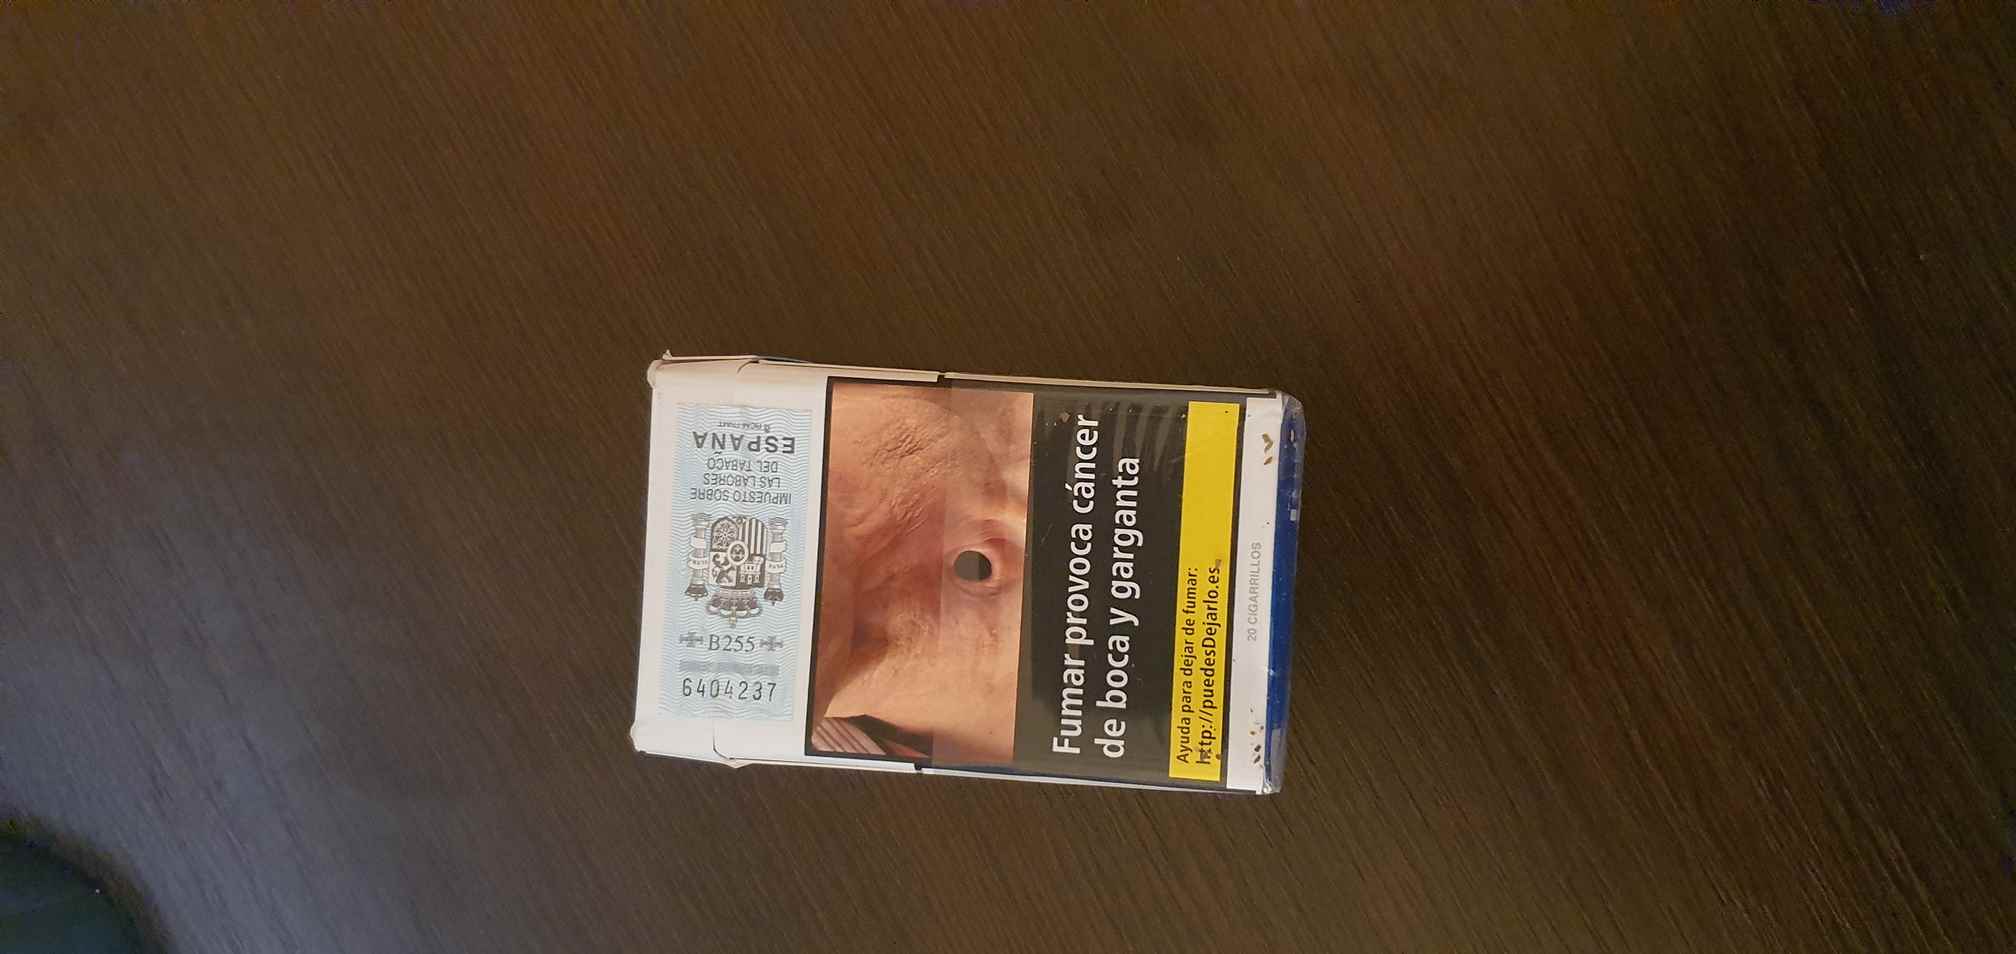 IMPUESTO SOBRE
LAS LABORES
DEL TABACO
ESPAÑA
B255
6404237
Fumar provoca cáncer
de boca y garganta
Ayuda para dejar de fumar:
http://puedesDejarlo.es
20 CIGARRILLOS